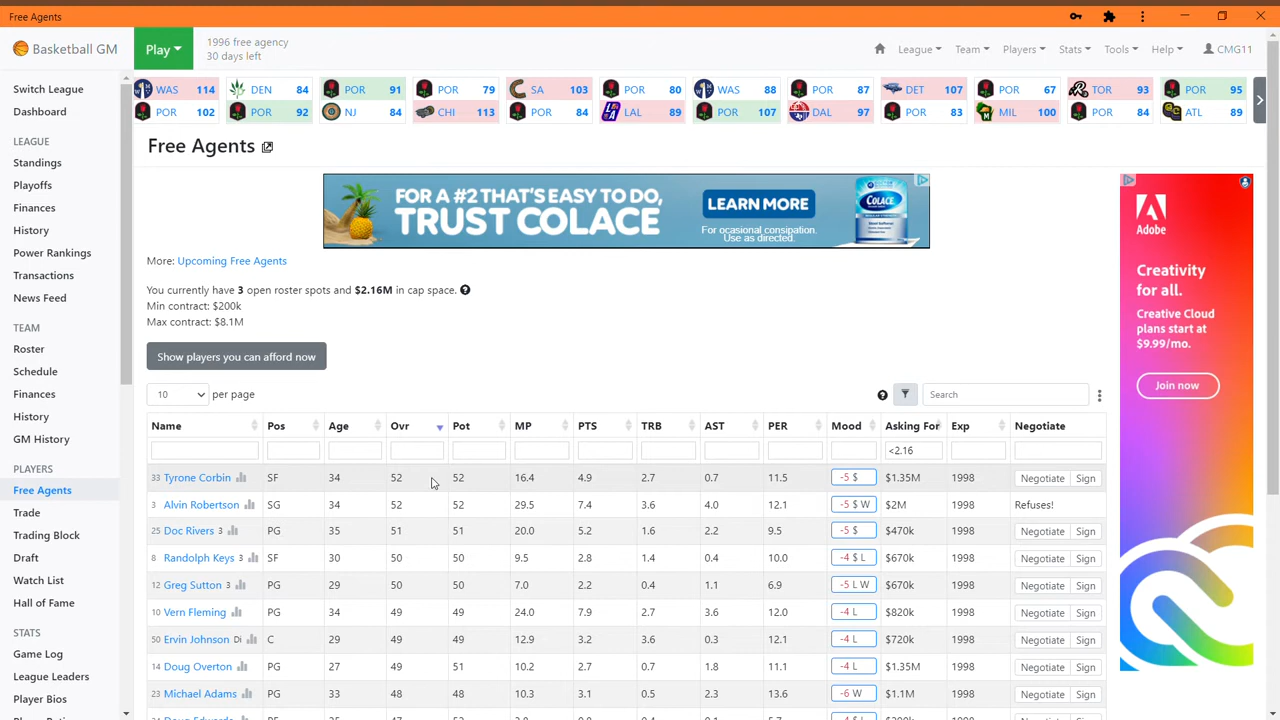 Free Agents
Basketball GM
Play
1996 free agency
30 days left
League
Team
Players
Stats
Tools
Help
CMG11
WAS 114
POR 102
DEN 84
POR 92
POR 91
NJ 84
POR 79
CHI 113
SA 103
POR 84
POR 80
LAL 89
WAS 88
POR 107
POR 87
DAL 97
DET 107
POR 83
POR 67
MIL 100
TOR 93
POR 84
POR 95
ATL 89
Switch League
Dashboard
LEAGUE
Standings
Playoffs
Finances
History
Power Rankings
Transactions
News Feed
TEAM
Roster
Schedule
Finances
History
GM History
PLAYERS
Free Agents
Trade
Trading Block
Draft
Watch List
Hall of Fame
STATS
Game Log
League Leaders
Player Bios
Free Agents
FOR A #2 THAT'S EASY TO DO,
TRUST COLACE
LEARN MORE
For ocasional consipation.
Use as directed.
COLACE
Adobe
Creativity
for all.
Creative Cloud
plans start at
$9.99/mo.
Join now
More: Upcoming Free Agents
You currently have 3 open roster spots and $2.16M in cap space.
Min contract: $200k
Max contract: $8.1M
Show players you can afford now
10 per page
Search
Name Pos Age Ovr Pot MP PTS TRB AST PER Mood Asking For Exp Negotiate
<2.16
33 Tyrone Corbin SF 34 52 52 16.4 4.9 2.7 0.7 11.5 -5 $ $1.35M 1998 Negotiate Sign
3 Alvin Robertson SG 34 52 52 29.5 7.4 3.6 4.0 12.1 -5 $ W $2M 1998 Refuses!
25 Doc Rivers 3 PG 35 51 51 20.0 5.2 1.6 2.2 9.5 -5 $ $470k 1998 Negotiate Sign
8 Randolph Keys 3 SF 30 50 50 9.5 2.8 1.4 0.4 10.0 -4 $ L $670k 1998 Negotiate Sign
12 Greg Sutton 3 PG 29 50 50 7.0 2.2 0.4 1.1 6.9 -5 L W $670k 1998 Negotiate Sign
10 Vern Fleming PG 34 49 49 24.0 7.9 2.7 3.6 12.0 -4 L $820k 1998 Negotiate Sign
50 Ervin Johnson Di C 29 49 49 12.9 3.2 3.6 0.3 12.1 -4 L $720k 1998 Negotiate Sign
14 Doug Overton PG 27 49 51 10.2 2.7 0.7 1.8 11.1 -4 L $1.35M 1998 Negotiate Sign
23 Michael Adams PG 33 48 48 10.3 3.1 0.5 2.3 13.6 -6 W $1.1M 1998 Negotiate Sign